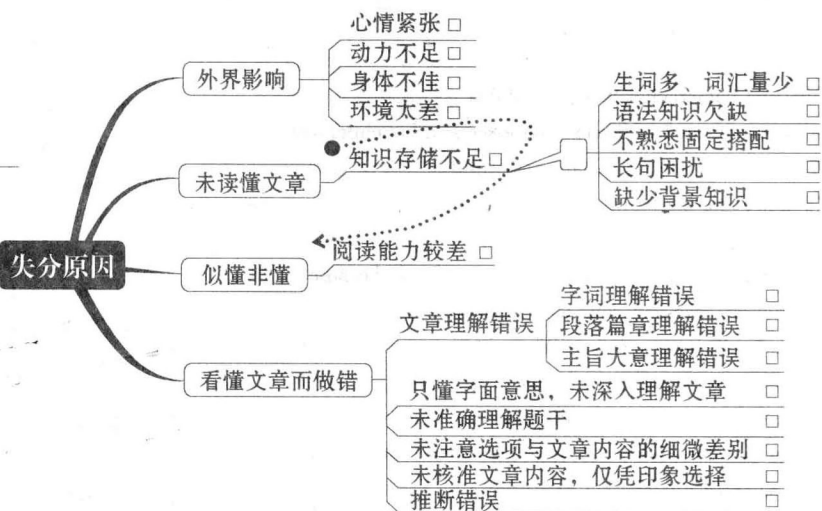 失分原因
外界影响
心情紧张 □
动力不足 □
身体不佳 □
环境太差 □
未读懂文章
知识存储不足 □
生词多、词汇量少 □
语法知识欠缺 □
不熟悉固定搭配 □
长句困扰 □
缺少背景知识 □
似懂非懂
阅读能力较差 □
看懂文章而做错
文章理解错误
字词理解错误 □
段落篇章理解错误 □
主旨大意理解错误 □
只懂字面意思，未深入理解文章 □
未准确理解题干 □
未注意选项与文章内容的细微差别 □
未核准文章内容，仅凭印象选择 □
推断错误 □